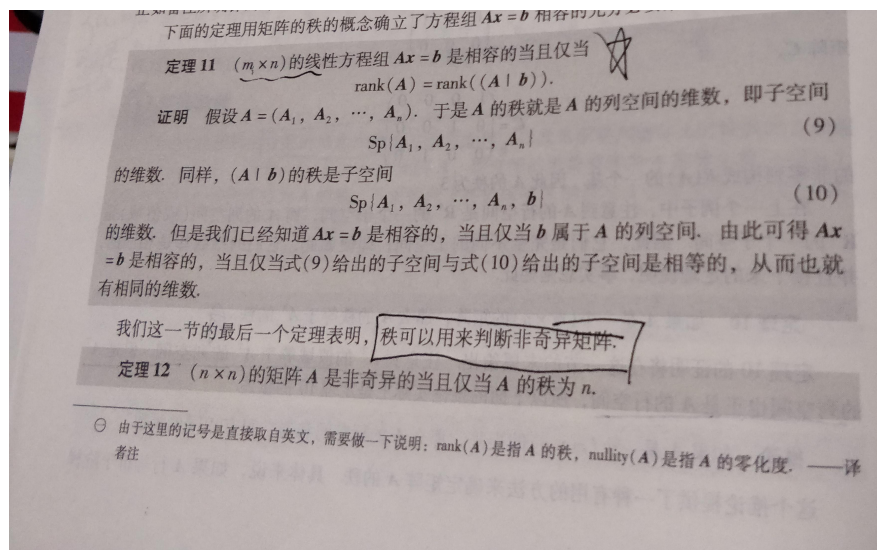 下面的定理用矩阵的秩的概念确立了方程组 Ax = b 相容的充分必
定理 11 (m × n)的线性方程组 Ax = b 是相容的当且仅当
rank(A) = rank((A | b)).
证明 假设 A = (A₁, A₂, ⋯, Aₙ). 于是 A 的秩就是 A 的列空间的维数, 即子空间
Sp{A₁, A₂, ⋯, Aₙ} (9)
的维数. 同样, (A | b)的秩是子空间
Sp{A₁, A₂, ⋯, Aₙ, b} (10)
的维数. 但是我们已经知道 Ax = b 是相容的, 当且仅当 b 属于 A 的列空间. 由此可得 Ax
= b 是相容的, 当且仅当式(9)给出的子空间与式(10)给出的子空间是相等的, 从而也就
有相同的维数.
我们这一节的最后一个定理表明, 秩可以用来判断非奇异矩阵.
定理 12 (n × n)的矩阵 A 是非奇异的当且仅当 A 的秩为 n.
㊀ 由于这里的记号是直接取自英文, 需要做一下说明: rank(A)是指 A 的秩, nullity(A)是指 A 的零化度. ——译
者注